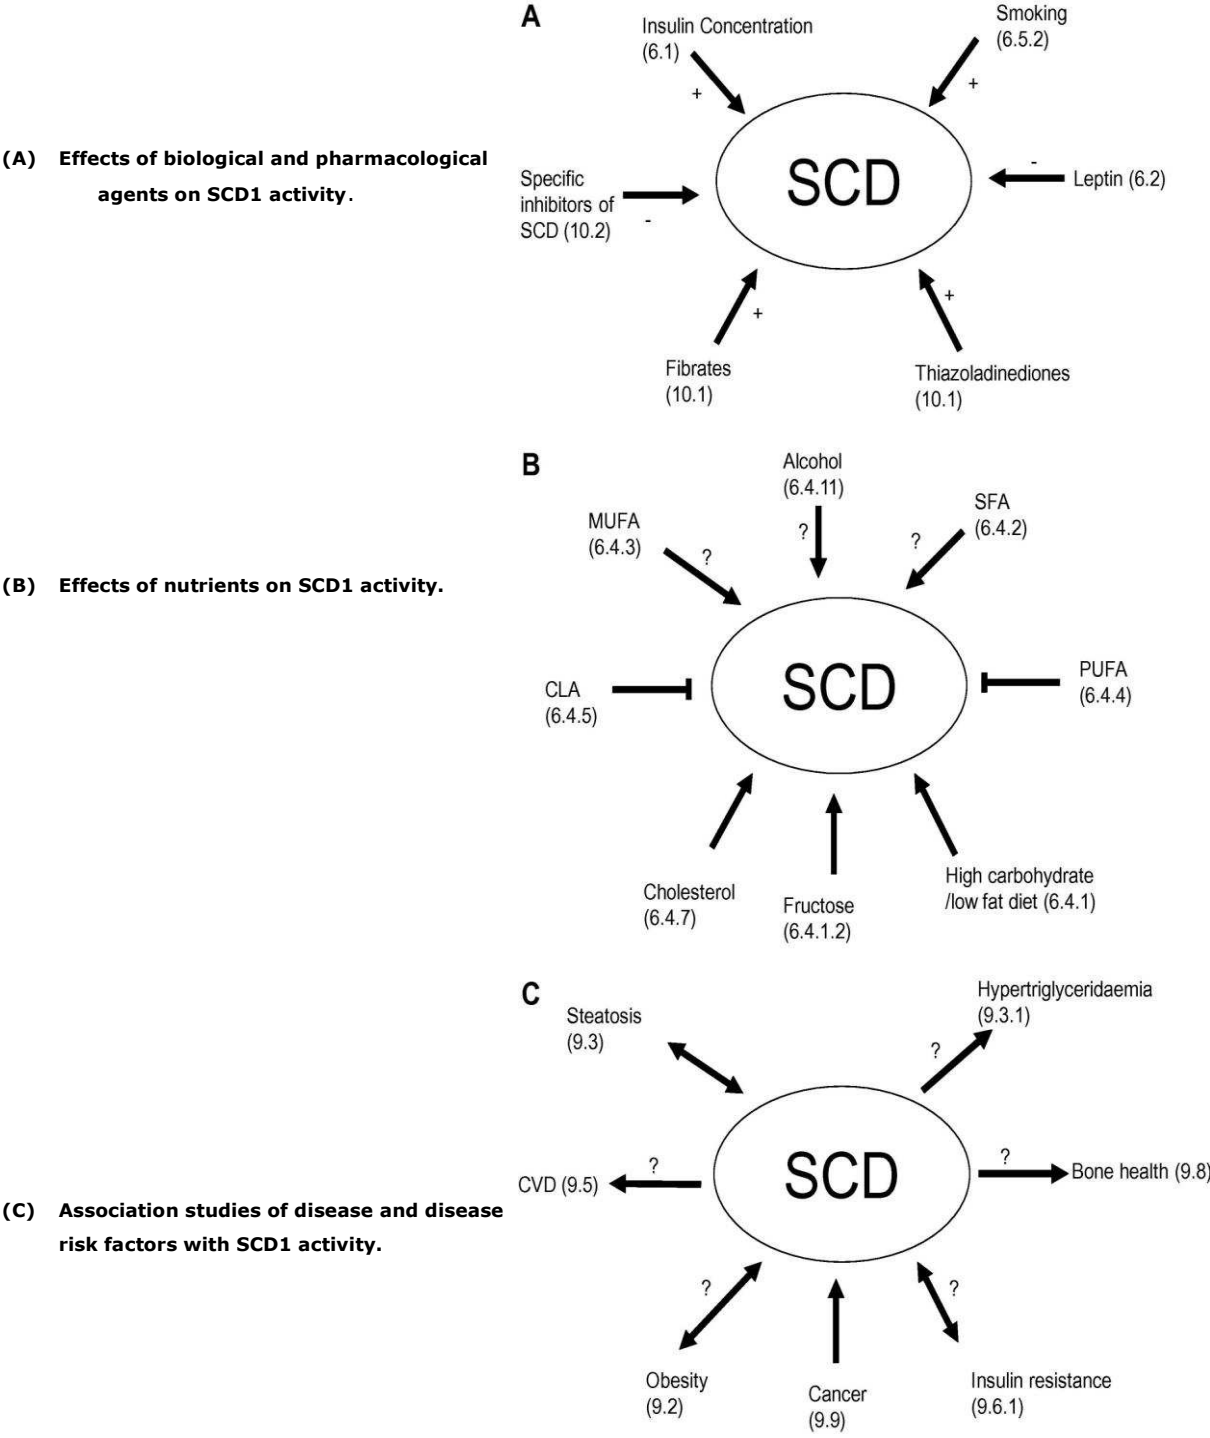 A
Insulin Concentration
(6.1)
Smoking
(6.5.2)
+
+
(A) Effects of biological and pharmacological
agents on SCD1 activity.
SCD
Specific
inhibitors of
SCD (10.2)
-
-
Leptin (6.2)
+
+
Fibrates
(10.1)
Thiazoladinediones
(10.1)
B
Alcohol
(6.4.11)
MUFA
(6.4.3)
SFA
(6.4.2)
?
?
?
(B) Effects of nutrients on SCD1 activity.
SCD
CLA
(6.4.5)
PUFA
(6.4.4)
Cholesterol
(6.4.7)
Fructose
(6.4.1.2)
High carbohydrate
/low fat diet (6.4.1)
C
Steatosis
(9.3)
Hypertriglyceridaemia
(9.3.1)
?
SCD
CVD (9.5)
?
?
Bone health (9.8)
(C) Association studies of disease and disease
risk factors with SCD1 activity.
?
?
Obesity
(9.2)
Cancer
(9.9)
Insulin resistance
(9.6.1)